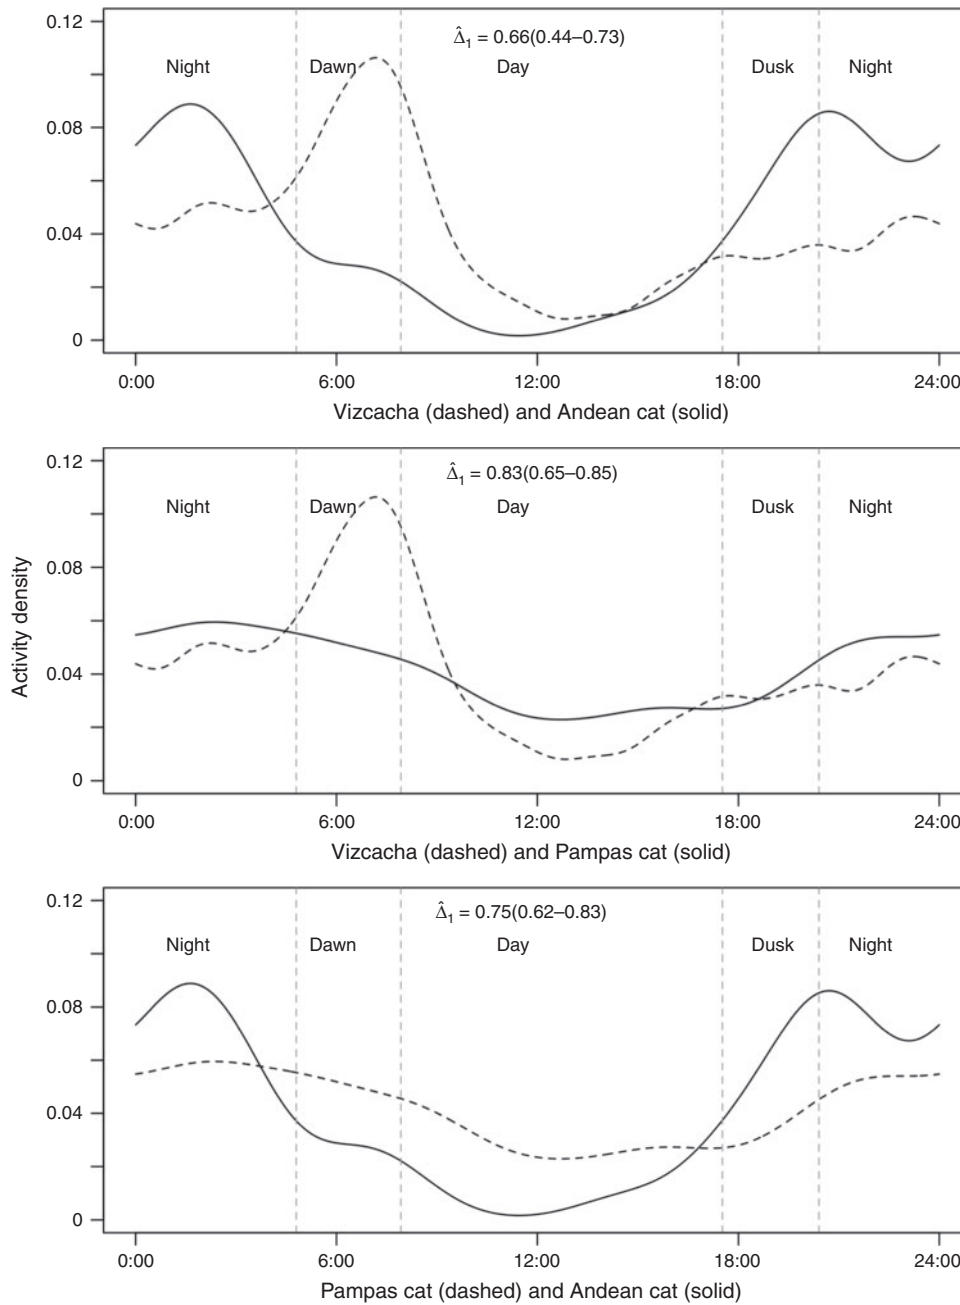 0.12
Δ̂1 = 0.66(0.44–0.73)
Night Dawn Day Dusk Night
0.08
0.04
0
0:00 6:00 12:00 18:00 24:00
Vizcacha (dashed) and Andean cat (solid)
0.12
Δ̂1 = 0.83(0.65–0.85)
Night Dawn Day Dusk Night
0.08
Activity density
0.04
0
0:00 6:00 12:00 18:00 24:00
Vizcacha (dashed) and Pampas cat (solid)
0.12
Δ̂1 = 0.75(0.62–0.83)
Night Dawn Day Dusk Night
0.08
0.04
0
0:00 6:00 12:00 18:00 24:00
Pampas cat (dashed) and Andean cat (solid)